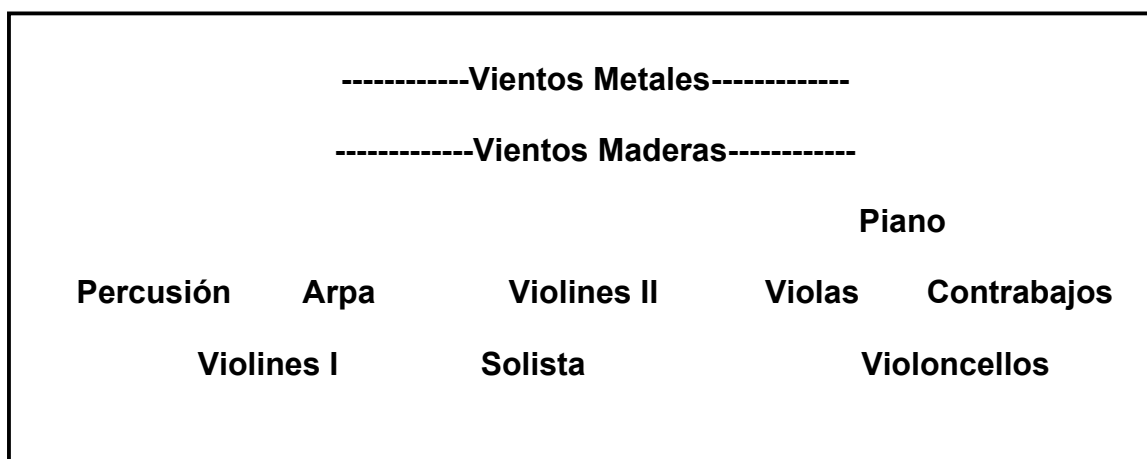 ------------Vientos Metales-------------
-------------Vientos Maderas------------
Piano
Percusión Arpa Violines II Violas Contrabajos
Violines I Solista Violoncellos